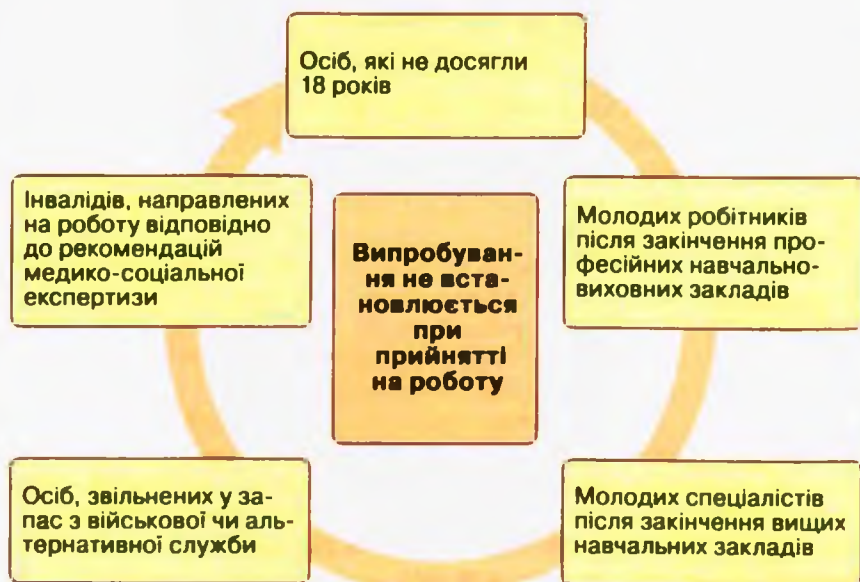 Осіб, які не досягли
18 років
Інвалідів, направлених
на роботу відповідно
до рекомендацій
медико-соціальної
експертизи
Випробуван-
ня не вста-
новлюється
при
прийнятті
на роботу
Молодих робітників
після закінчення про-
фесійних навчально-
виховних закладів
Осіб, звільнених у за-
пас з військової чи аль-
тернативної служби
Молодих спеціалістів
після закінчення вищих
навчальних закладів